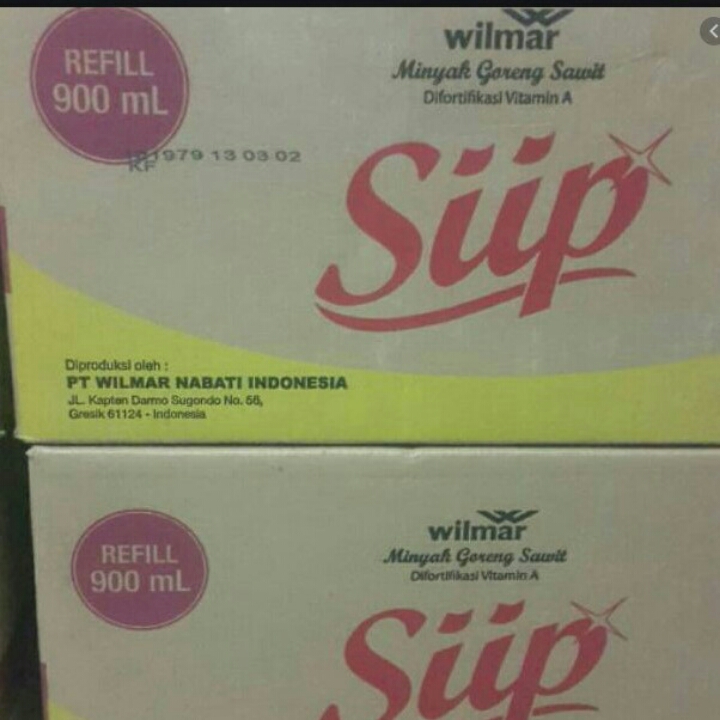 wilmar
REFILL
900 mL
Minyak Goreng Sawit
Difortifikasi Vitamin A
1979 13 03 02
KF
Siip
Diproduksi oleh :
PT WILMAR NABATI INDONESIA
JL. Kapten Darmo Sugondo No. 56,
Gresik 61124 - Indonesia
wilmar
REFILL
900 mL
Minyak Goreng Sawit
Difortifikasi Vitamin A
Siip